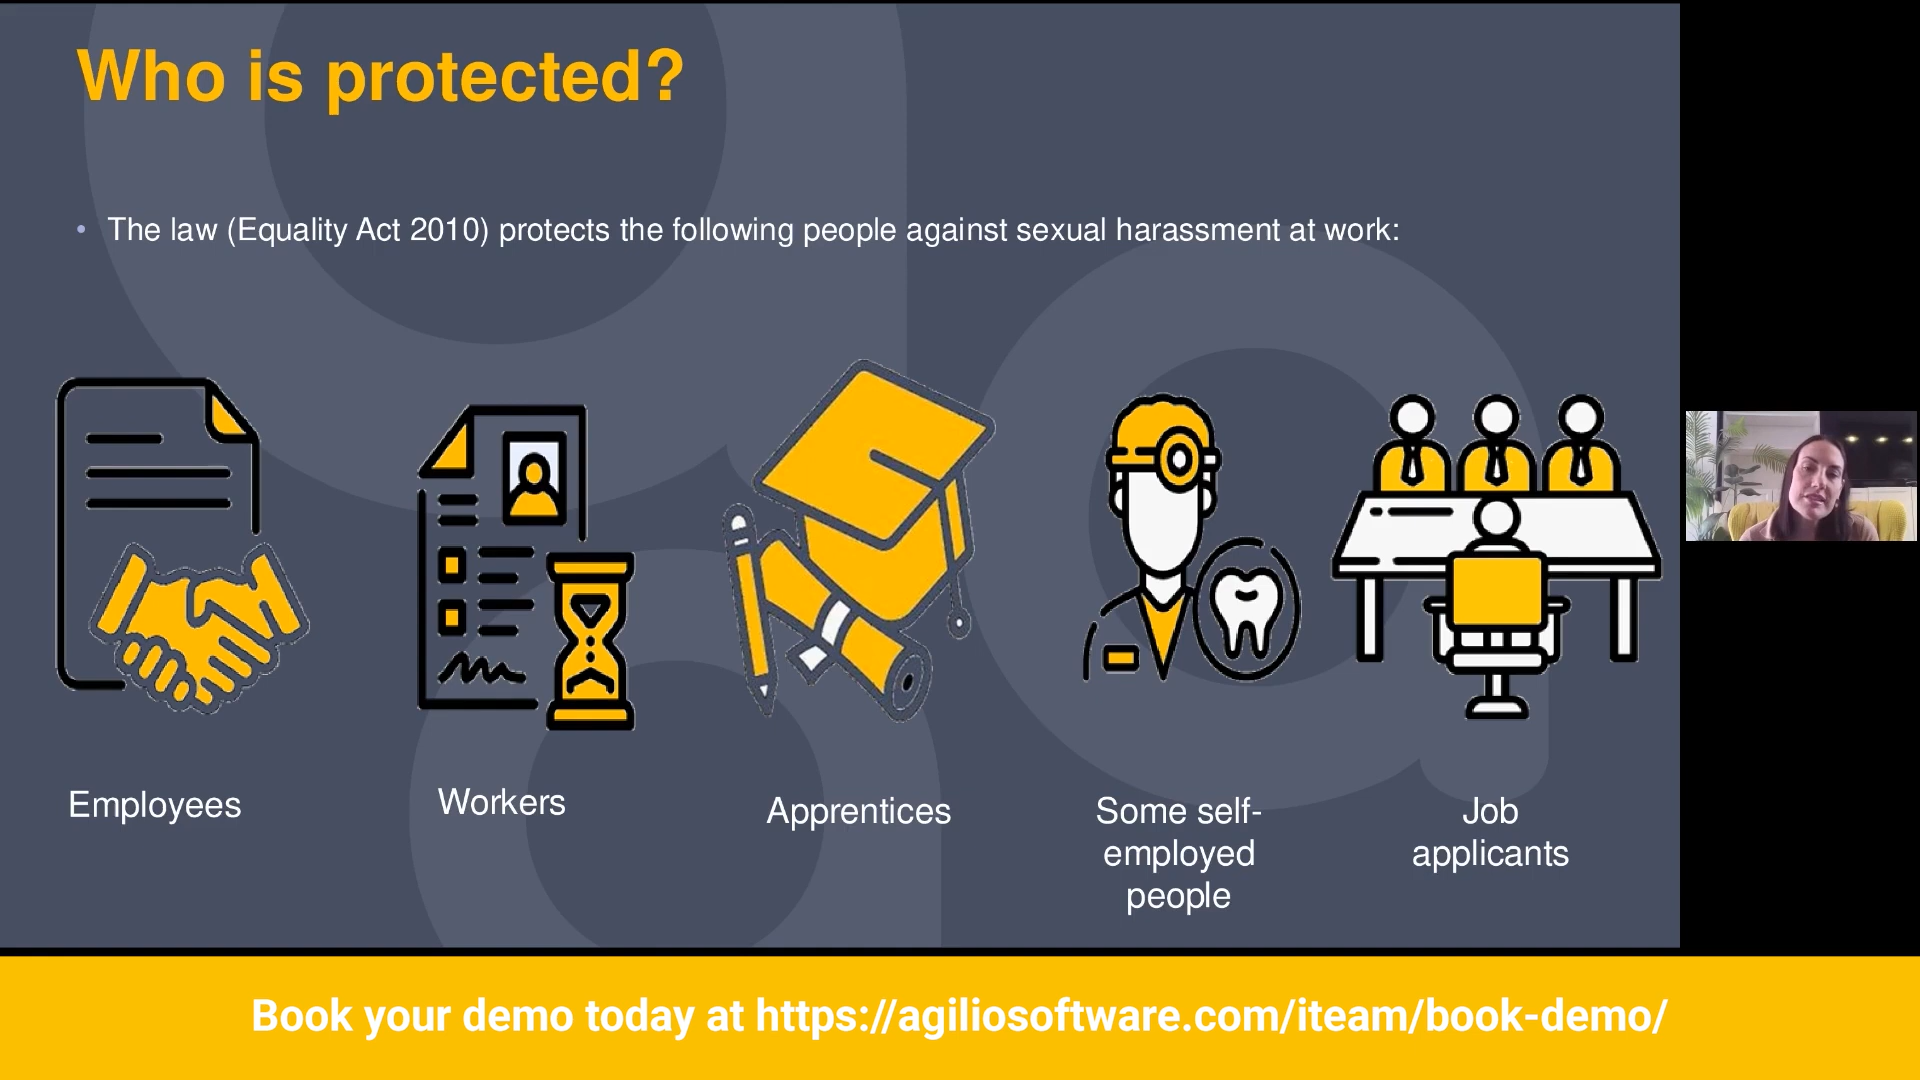 Who is protected?
• The law (Equality Act 2010) protects the following people against sexual harassment at work:
Employees
Workers
Apprentices
Some self-
employed
people
Job
applicants
Book your demo today at https://agiliosoftware.com/iteam/book-demo/